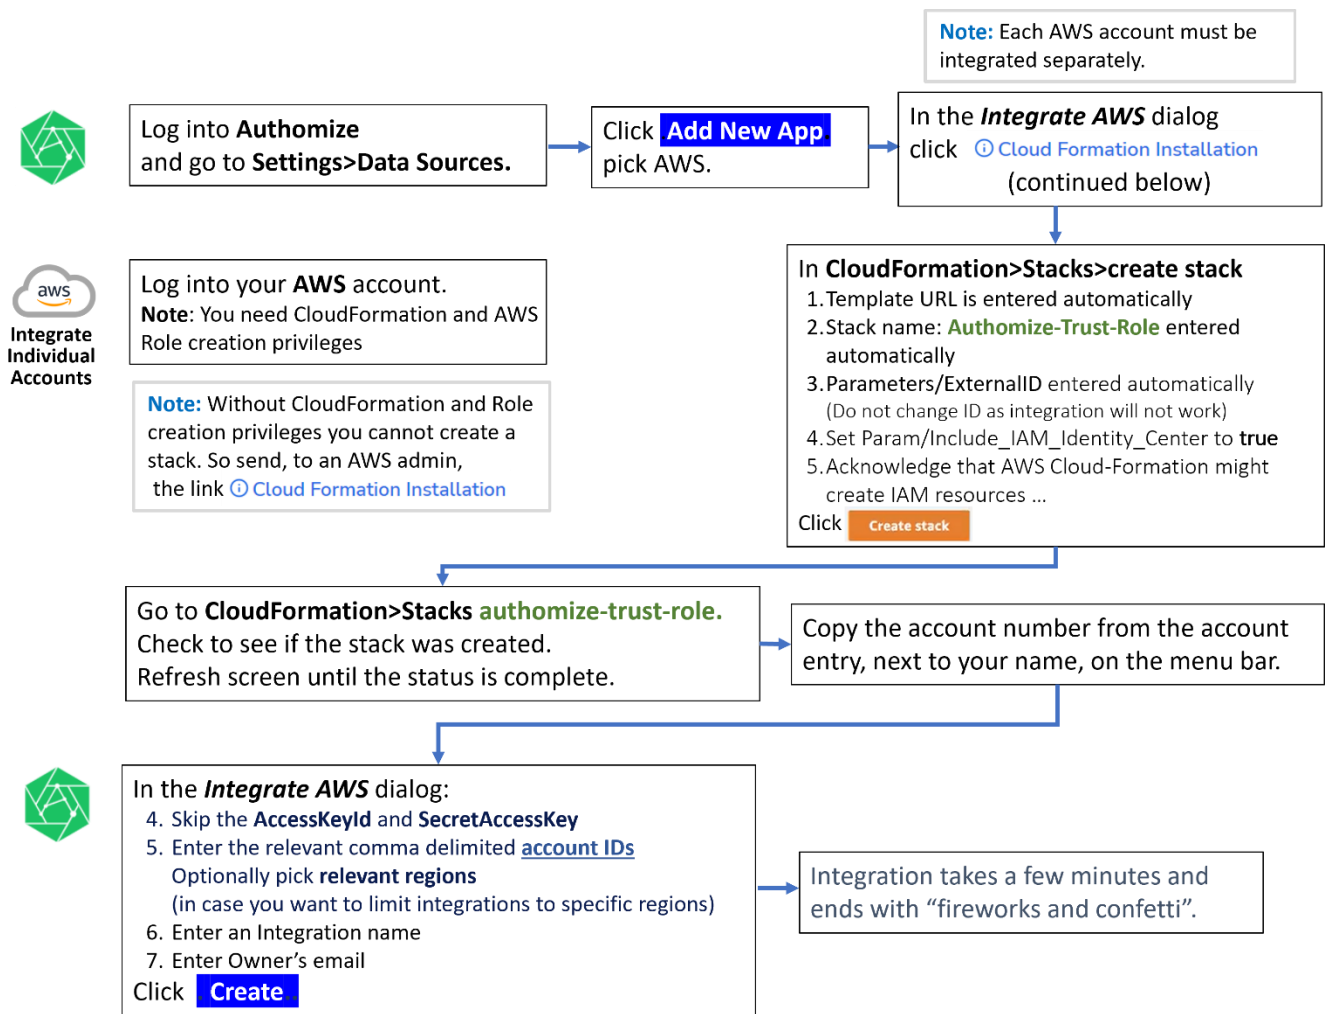 Note: Each AWS account must be
integrated separately.
Log into Authomize
and go to Settings>Data Sources.
Click Add New App.
pick AWS.
In the Integrate AWS dialog
click ⓘ Cloud Formation Installation
(continued below)
aws
Integrate
Individual
Accounts
Log into your AWS account.
Note: You need CloudFormation and AWS
Role creation privileges
Note: Without CloudFormation and Role
creation privileges you cannot create a
stack. So send, to an AWS admin,
the link ⓘ Cloud Formation Installation
In CloudFormation>Stacks>create stack
1. Template URL is entered automatically
2. Stack name: Authomize-Trust-Role entered
automatically
3. Parameters/ExternalID entered automatically
(Do not change ID as integration will not work)
4. Set Param/Include_IAM_Identity_Center to true
5. Acknowledge that AWS Cloud-Formation might
create IAM resources ...
Click Create stack
Go to CloudFormation>Stacks authomize-trust-role.
Check to see if the stack was created.
Refresh screen until the status is complete.
Copy the account number from the account
entry, next to your name, on the menu bar.
In the Integrate AWS dialog:
4. Skip the AccessKeyId and SecretAccessKey
5. Enter the relevant comma delimited account IDs
Optionally pick relevant regions
(in case you want to limit integrations to specific regions)
6. Enter an Integration name
7. Enter Owner's email
Click . Create..
Integration takes a few minutes and
ends with “fireworks and confetti”.